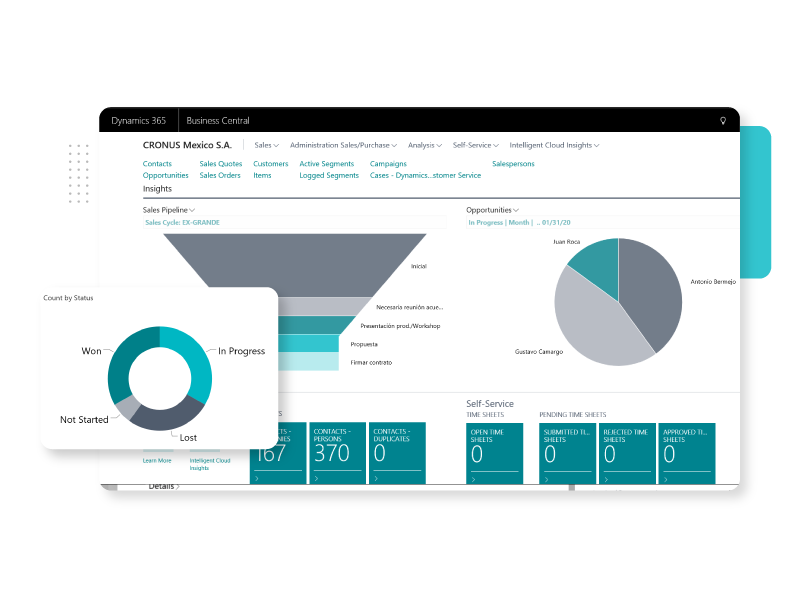 Dynamics 365 Business Central
CRONUS Mexico S.A. Sales Administration Sales/Purchase Analysis Self-Service Intelligent Cloud Insights
Contacts Sales Quotes Customers Active Segments Campaigns Salespersons
Opportunities Sales Orders Items Logged Segments Cases - Dynamics...stomer Service
Insights
Sales Pipeline
Sales Cycle: EX-GRANDE
Inicial
Necesaria reunión acue...
Presentación prod./Workshop
Propuesta
Firmar contrato
Opportunities
In Progress | Month | .. 01/31/20
Juan Roca
Antonio Bermejo
Gustavo Camargo
Count by Status
Won
In Progress
Not Started
Lost
Learn More
Intelligent Cloud
Insights
CONTACTS -
PERSONS
370
CONTACTS -
DUPLICATES
0
167
Self-Service
TIME SHEETS
OPEN TIME
SHEETS
0
PENDING TIME SHEETS
SUBMITTED TI...
SHEETS
0
REJECTED TIME
SHEETS
0
APPROVED TI...
SHEETS
0
Details